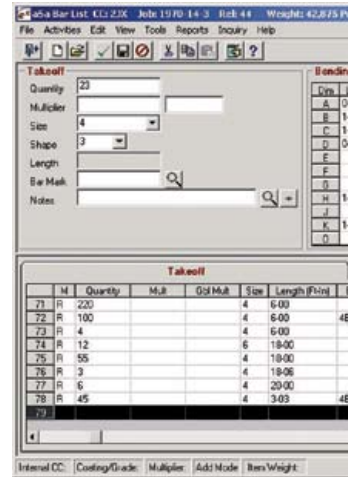 aSa Bar List CC: 2JX Job: 1970-14-3 Rel: 44 Weight: 42,875
File Activities Edit View Tools Reports Inquiry Help
Takeoff
Quantity 23
Multiplier
Size 4
Shape 3
Length
Bar Mark
Notes
Bending
Dim
A
B
C
D
E
F
G
H
J
K
O
Takeoff
M Quantity Mult Gbl Mult Size Length (Ft-In)
71 R 220 4 6-00
72 R 100 4 6-00
73 R 4 4 6-00
74 R 12 6 18-00
75 R 55 4 18-00
76 R 3 4 18-06
77 R 6 4 20-00
78 R 45 4 3-03
79
Internal CC: Coating/Grade: Multiplier: Add Mode Item Weight: